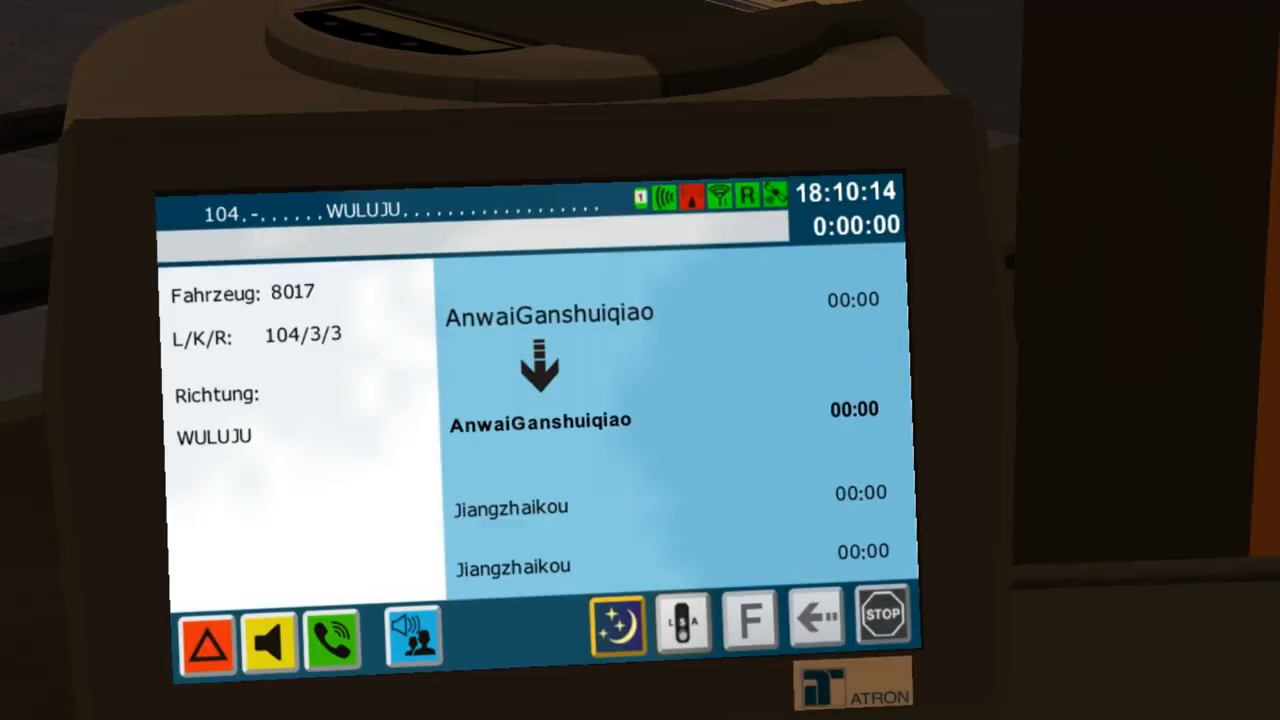 104.-......WULUJU..................
1
R
18:10:14
0:00:00
Fahrzeug: 8017
L/K/R: 104/3/3
Richtung:
WULUJU
AnwaiGanshuiqiao 00:00
AnwaiGanshuiqiao 00:00
Jiangzhaikou 00:00
Jiangzhaikou 00:00
L S A
F
STOP
ATRON